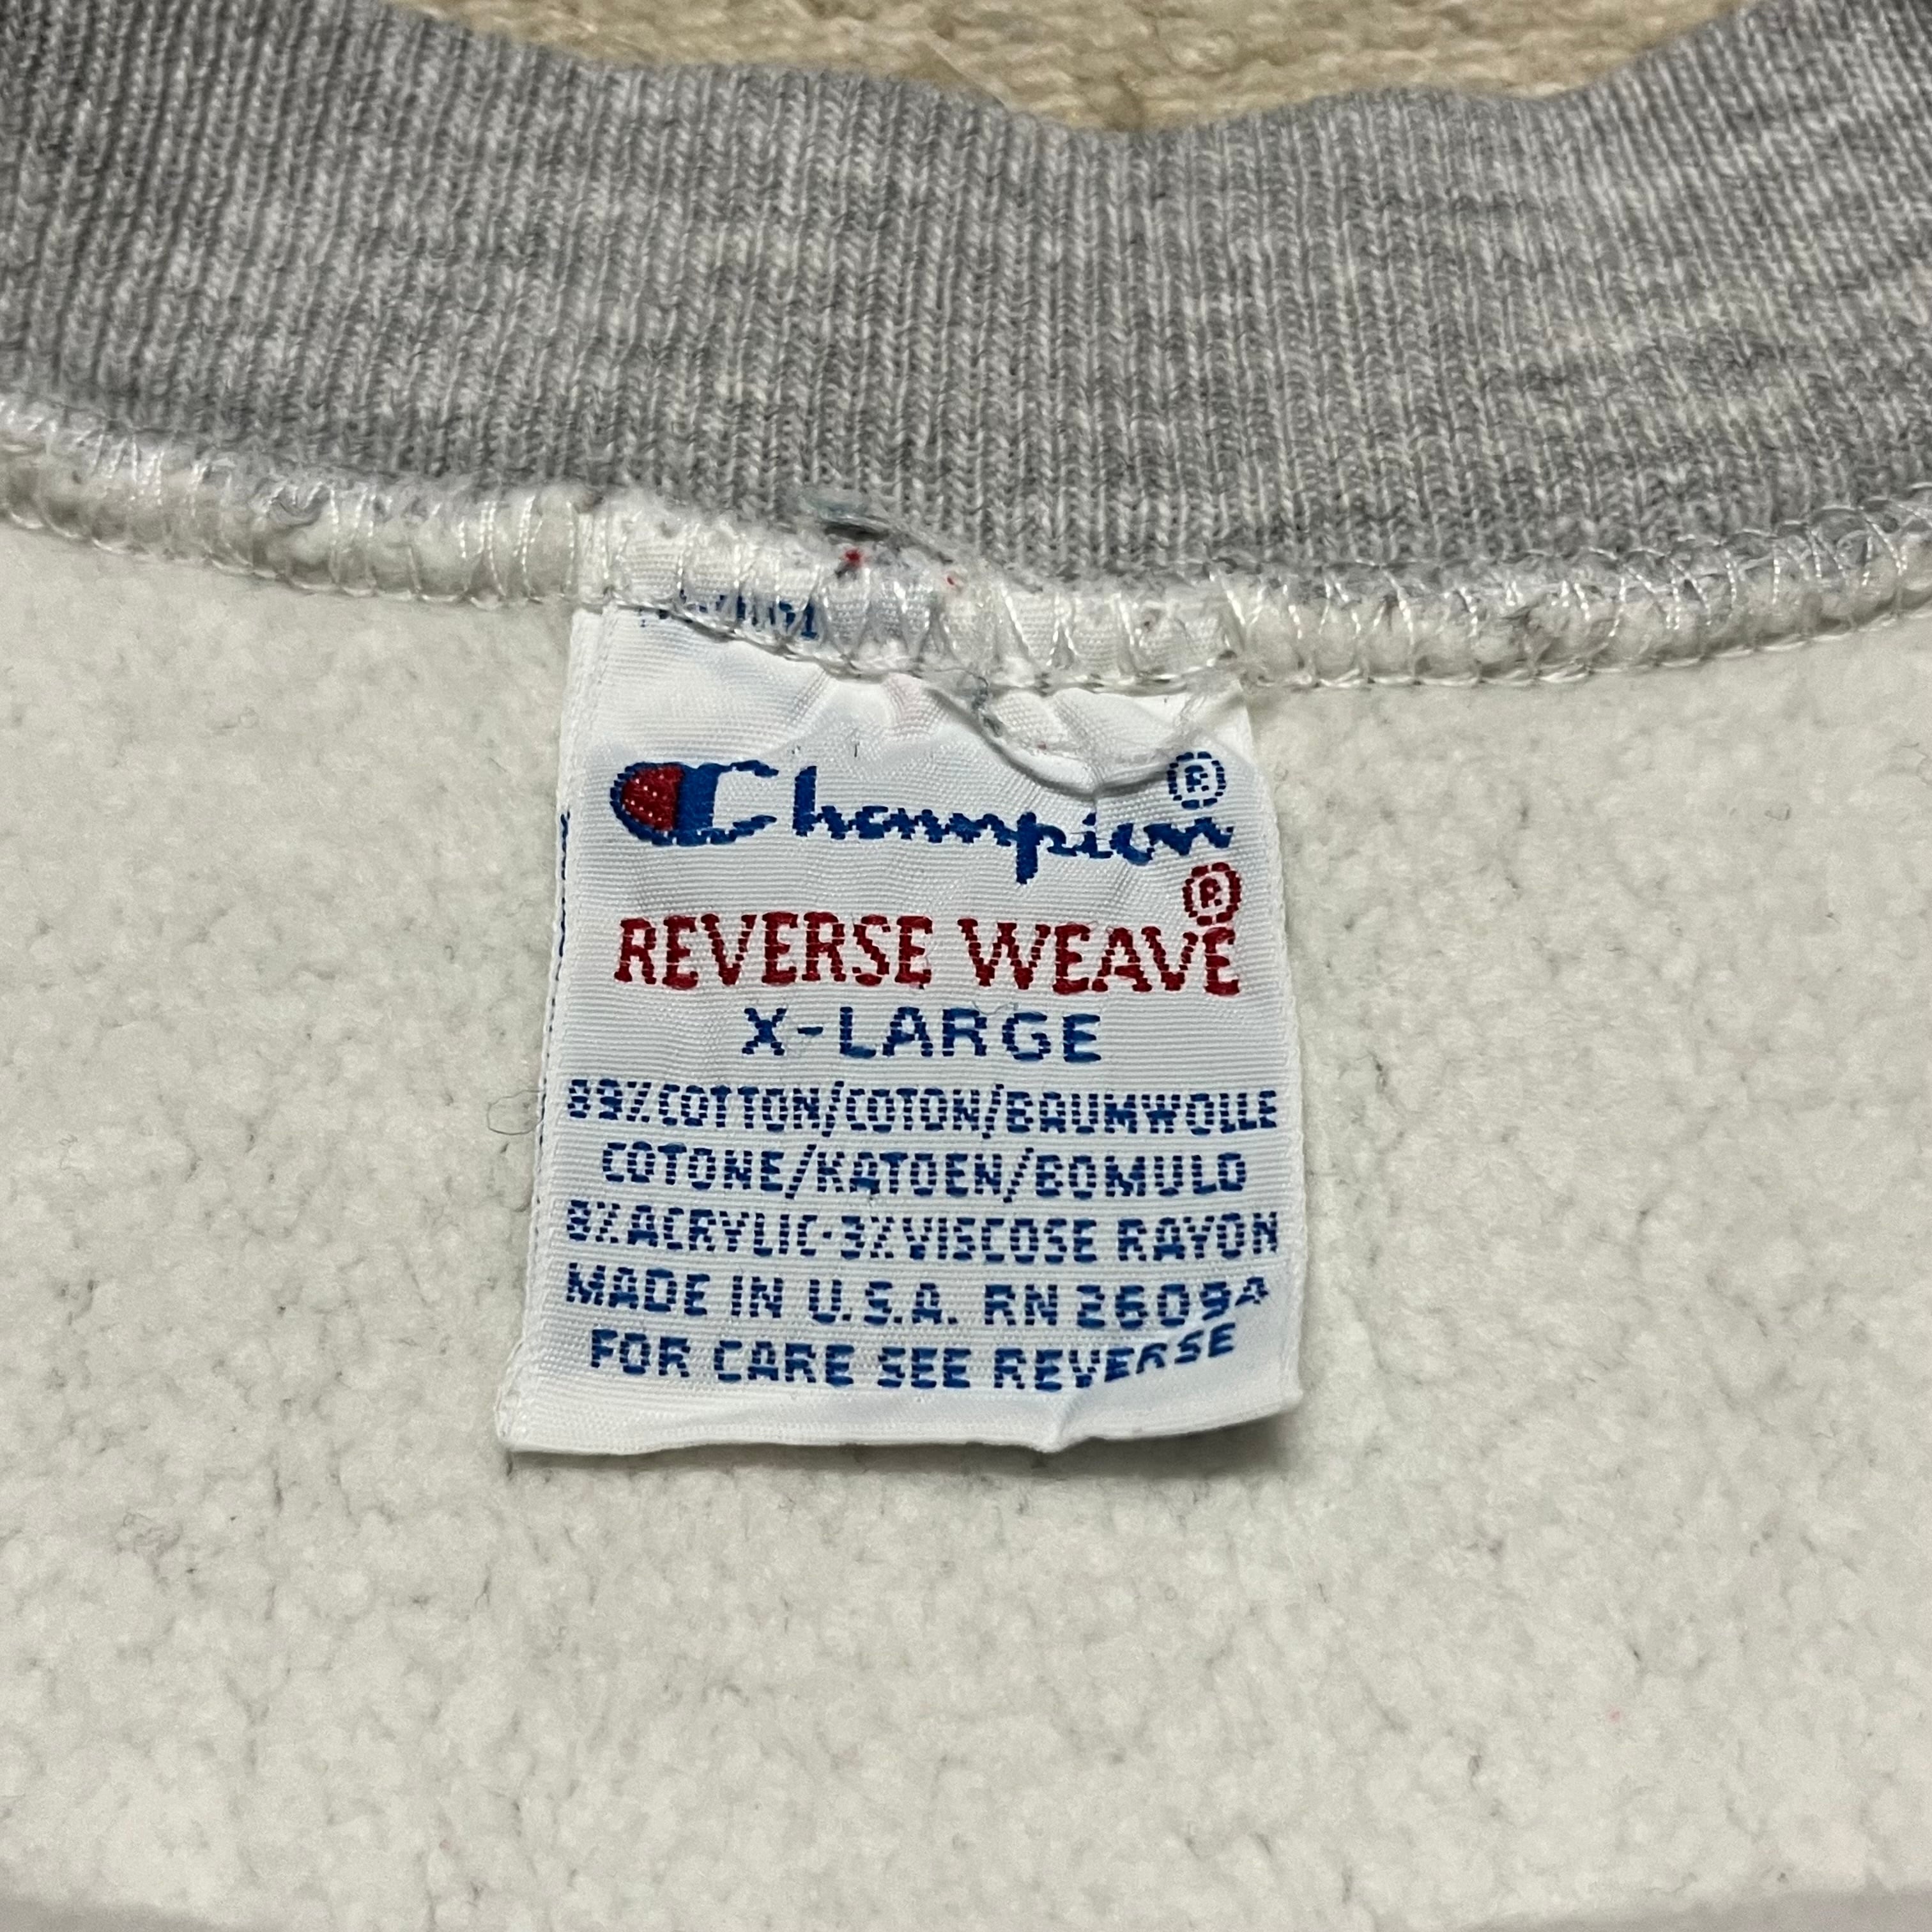 Champion®
REVERSE WEAVE®
X-LARGE
89%COTTON/COTON/BAUMWOLLE
COTONE/KATOEN/BOMULD
8%ACRYLIC·3%VISCOSE RAYON
MADE IN U.S.A. RN 26094
FOR CARE SEE REVERSE